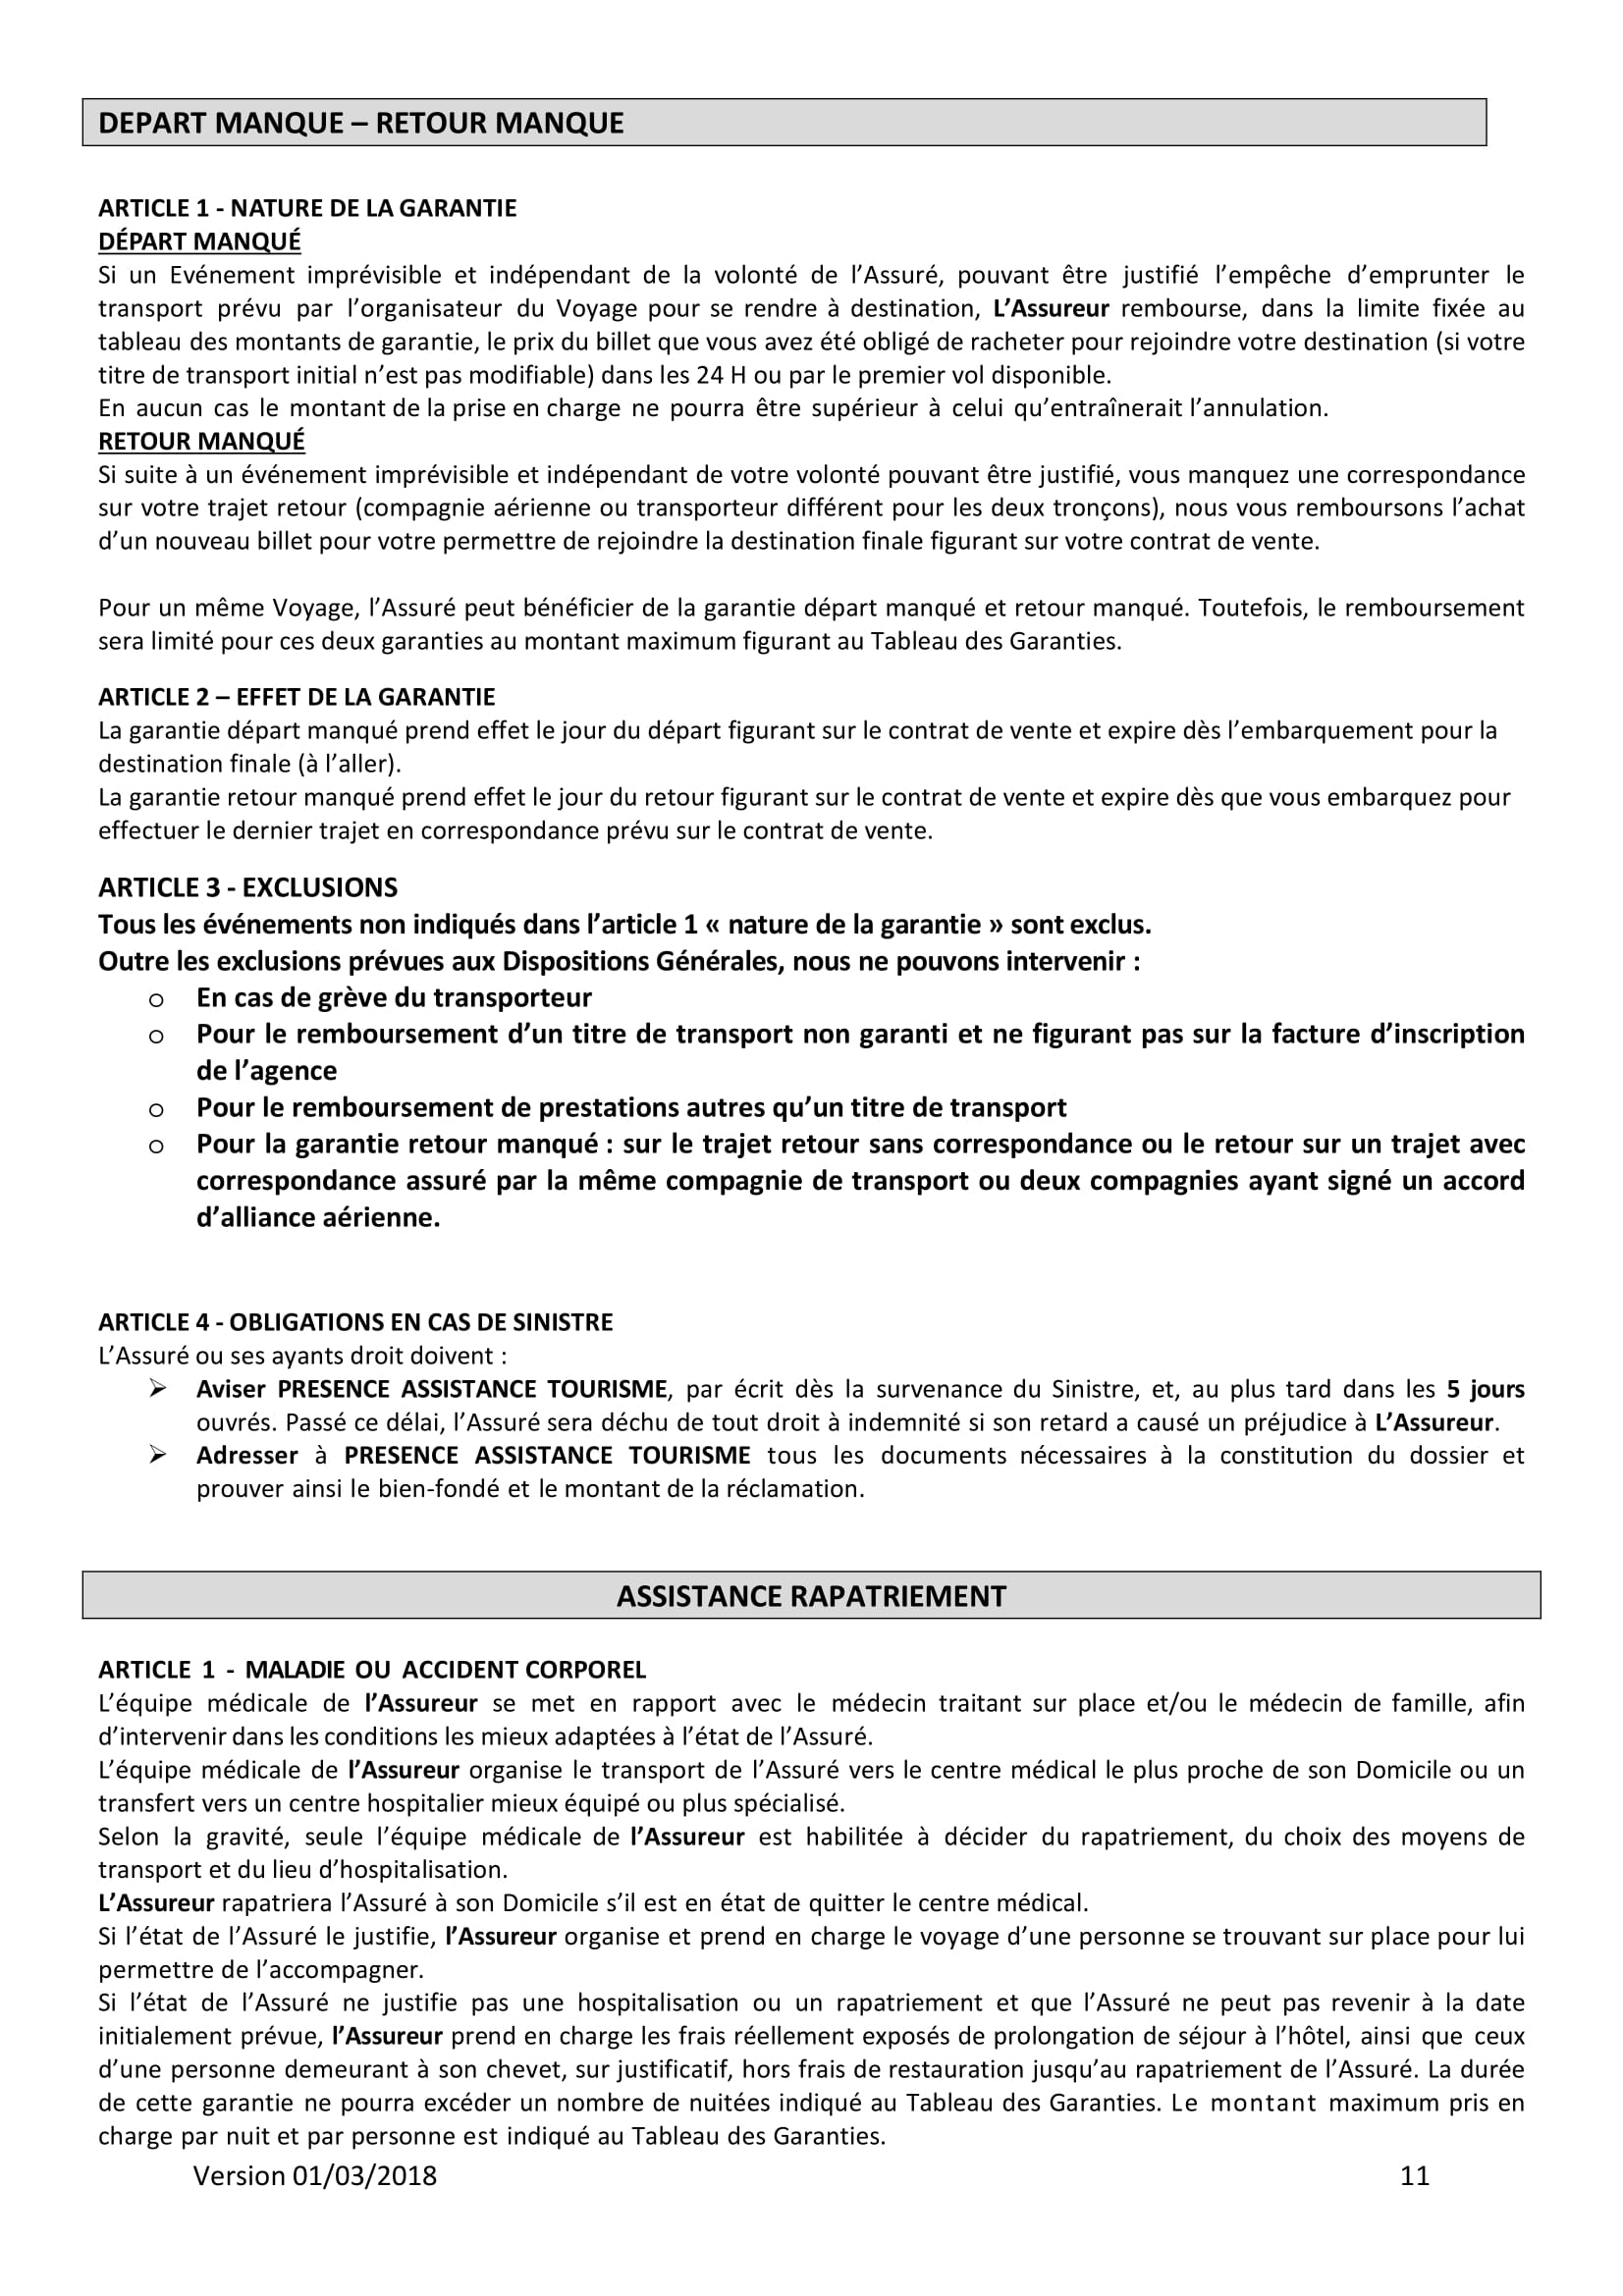 DEPART MANQUE – RETOUR MANQUE
ARTICLE 1 - NATURE DE LA GARANTIE
DÉPART MANQUÉ
Si un Evénement imprévisible et indépendant de la volonté de l’Assuré, pouvant être justifié l’empêche d’emprunter le
transport prévu par l’organisateur du Voyage pour se rendre à destination, L’Assureur rembourse, dans la limite fixée au
tableau des montants de garantie, le prix du billet que vous avez été obligé de racheter pour rejoindre votre destination (si votre
titre de transport initial n’est pas modifiable) dans les 24 H ou par le premier vol disponible.
En aucun cas le montant de la prise en charge ne pourra être supérieur à celui qu’entraînerait l’annulation.
RETOUR MANQUÉ
Si suite à un événement imprévisible et indépendant de votre volonté pouvant être justifié, vous manquez une correspondance
sur votre trajet retour (compagnie aérienne ou transporteur différent pour les deux tronçons), nous vous remboursons l’achat
d’un nouveau billet pour votre permettre de rejoindre la destination finale figurant sur votre contrat de vente.
Pour un même Voyage, l’Assuré peut bénéficier de la garantie départ manqué et retour manqué. Toutefois, le remboursement
sera limité pour ces deux garanties au montant maximum figurant au Tableau des Garanties.
ARTICLE 2 – EFFET DE LA GARANTIE
La garantie départ manqué prend effet le jour du départ figurant sur le contrat de vente et expire dès l’embarquement pour la
destination finale (à l’aller).
La garantie retour manqué prend effet le jour du retour figurant sur le contrat de vente et expire dès que vous embarquez pour
effectuer le dernier trajet en correspondance prévu sur le contrat de vente.
ARTICLE 3 - EXCLUSIONS
Tous les événements non indiqués dans l’article 1 « nature de la garantie » sont exclus.
Outre les exclusions prévues aux Dispositions Générales, nous ne pouvons intervenir :
o En cas de grève du transporteur
o Pour le remboursement d’un titre de transport non garanti et ne figurant pas sur la facture d’inscription
de l’agence
o Pour le remboursement de prestations autres qu’un titre de transport
o Pour la garantie retour manqué : sur le trajet retour sans correspondance ou le retour sur un trajet avec
correspondance assuré par la même compagnie de transport ou deux compagnies ayant signé un accord
d’alliance aérienne.
ARTICLE 4 - OBLIGATIONS EN CAS DE SINISTRE
L’Assuré ou ses ayants droit doivent :
➢ Aviser PRESENCE ASSISTANCE TOURISME, par écrit dès la survenance du Sinistre, et, au plus tard dans les 5 jours
ouvrés. Passé ce délai, l’Assuré sera déchu de tout droit à indemnité si son retard a causé un préjudice à L’Assureur.
➢ Adresser à PRESENCE ASSISTANCE TOURISME tous les documents nécessaires à la constitution du dossier et
prouver ainsi le bien-fondé et le montant de la réclamation.
ASSISTANCE RAPATRIEMENT
ARTICLE 1 - MALADIE OU ACCIDENT CORPOREL
L’équipe médicale de l’Assureur se met en rapport avec le médecin traitant sur place et/ou le médecin de famille, afin
d’intervenir dans les conditions les mieux adaptées à l’état de l’Assuré.
L’équipe médicale de l’Assureur organise le transport de l’Assuré vers le centre médical le plus proche de son Domicile ou un
transfert vers un centre hospitalier mieux équipé ou plus spécialisé.
Selon la gravité, seule l’équipe médicale de l’Assureur est habilitée à décider du rapatriement, du choix des moyens de
transport et du lieu d’hospitalisation.
L’Assureur rapatriera l’Assuré à son Domicile s’il est en état de quitter le centre médical.
Si l’état de l’Assuré le justifie, l’Assureur organise et prend en charge le voyage d’une personne se trouvant sur place pour lui
permettre de l’accompagner.
Si l’état de l’Assuré ne justifie pas une hospitalisation ou un rapatriement et que l’Assuré ne peut pas revenir à la date
initialement prévue, l’Assureur prend en charge les frais réellement exposés de prolongation de séjour à l’hôtel, ainsi que ceux
d’une personne demeurant à son chevet, sur justificatif, hors frais de restauration jusqu’au rapatriement de l’Assuré. La durée
de cette garantie ne pourra excéder un nombre de nuitées indiqué au Tableau des Garanties. Le montant maximum pris en
charge par nuit et par personne est indiqué au Tableau des Garanties.
Version 01/03/2018 11